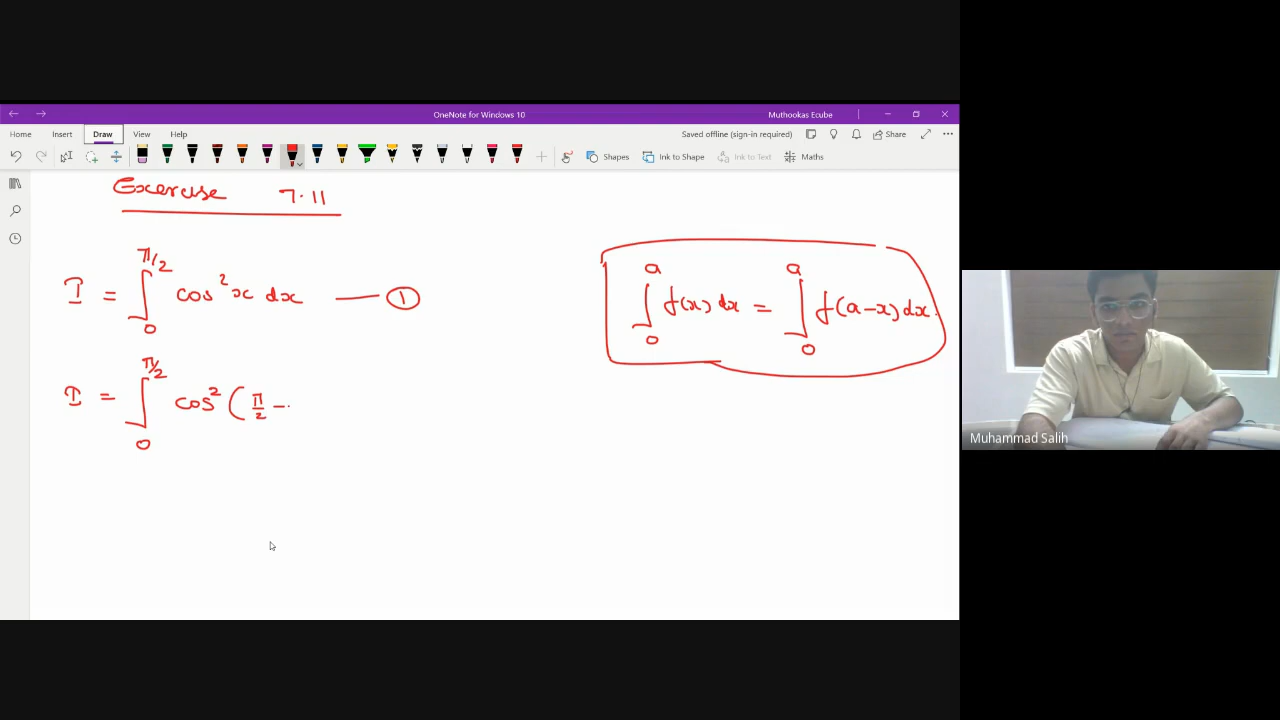 OneNote for Windows 10
Muthookas Ecube
Home Insert Draw View Help
Saved offline (sign-in required)
Share
Shapes Ink to Shape Ink to Text Maths
Exercise 7.11
I = ∫₀^π/2 cos²x dx —— ①
∫₀^a f(x) dx = ∫₀^a f(a-x) dx.
I = ∫₀^π/2 cos² (π/2 -
Muhammad Salih